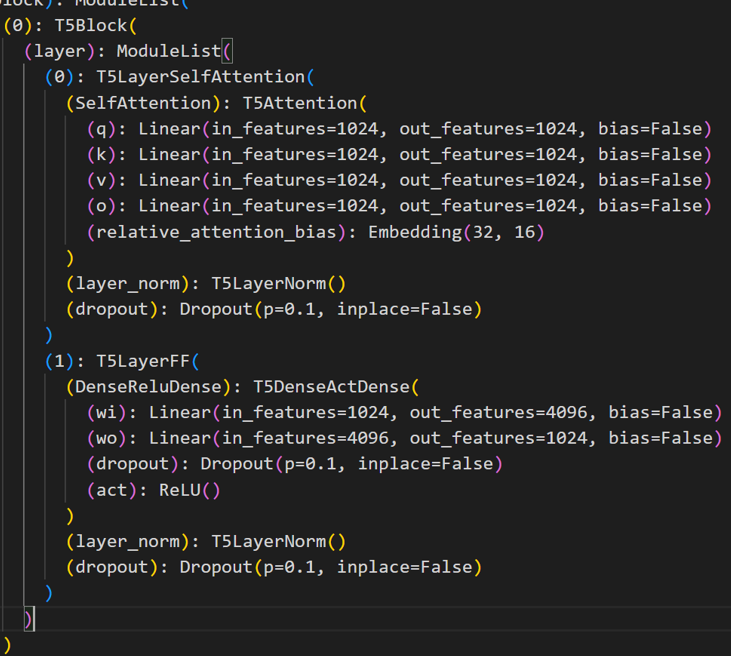 block): ModuleList(
(0): T5Block(
(layer): ModuleList(
(0): T5LayerSelfAttention(
(SelfAttention): T5Attention(
(q): Linear(in_features=1024, out_features=1024, bias=False)
(k): Linear(in_features=1024, out_features=1024, bias=False)
(v): Linear(in_features=1024, out_features=1024, bias=False)
(o): Linear(in_features=1024, out_features=1024, bias=False)
(relative_attention_bias): Embedding(32, 16)
)
(layer_norm): T5LayerNorm()
(dropout): Dropout(p=0.1, inplace=False)
)
(1): T5LayerFF(
(DenseReluDense): T5DenseActDense(
(wi): Linear(in_features=1024, out_features=4096, bias=False)
(wo): Linear(in_features=4096, out_features=1024, bias=False)
(dropout): Dropout(p=0.1, inplace=False)
(act): ReLU()
)
(layer_norm): T5LayerNorm()
(dropout): Dropout(p=0.1, inplace=False)
)
)
)